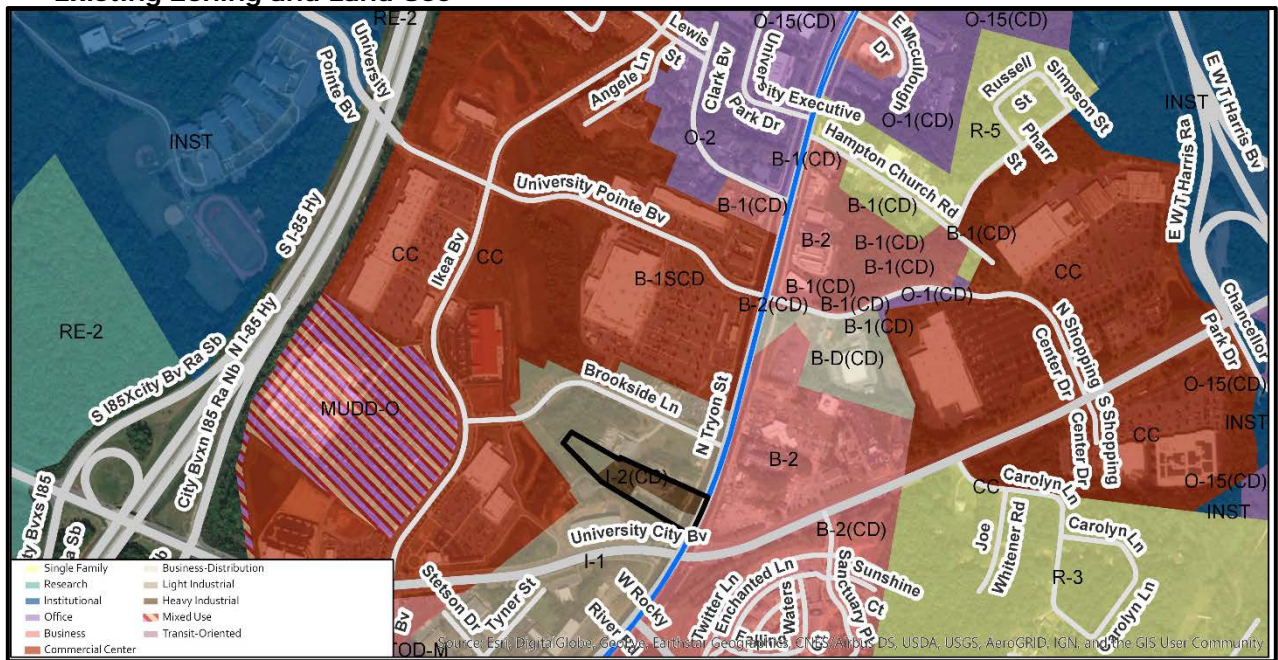 Existing Zoning and Land Use
RE-2
O-15(CD)
O-15(CD)
University
Pointe Bv
Lewis
St
Angele Ln
Clark Bv
University Executive
Park Dr
E Mccullough
Dr
O-1(CD)
Russell
St
Simpson St
Pharr
St
R-5
INST
E W T Harris Ra
E W T Harris Bv
INST
O-2
B-1(CD)
Hampton Church Rd
S I-85 Hy
N I-85 Hy
University Pointe Bv
B-1(CD)
B-1(CD)
B-2
B-1(CD)
B-1(CD)
B-1(CD)
CC
CC
Ikea Bv
B-1SCD
B-1(CD)
B-2(CD)
B-1(CD)
O-1(CD)
B-1(CD)
B-D(CD)
CC
N Shopping
Center Dr
S Shopping
Center Dr
Chancellor
Park Dr
RE-2
S I85Xcity Bv Ra Sb
City Bvxn I85 Ra Nb
MUDD-O
Brookside Ln
N Tryon St
B-2
O-15(CD)
INST
CC
O-15(CD)
INST
I-2(CD)
CC
Carolyn Ln
Carolyn Ln
Joe
Whitener Rd
R-3
Carolyn Ln
University City Bv
I-1
B-2(CD)
Stetson Dr
Tyner St
W Rocky
River Rd
Enchanted Ln
Waters
Sanctuary Pl
Sunshine
Ct
Bv
TOD-M
Single Family
Research
Institutional
Office
Business
Commercial Center
Business-Distribution
Light Industrial
Heavy Industrial
Mixed Use
Transit-Oriented
Source: Esri, DigitalGlobe, GeoEye, Earthstar Geographics, CNES/Airbus DS, USDA, USGS, AeroGRID, IGN, and the GIS User Community